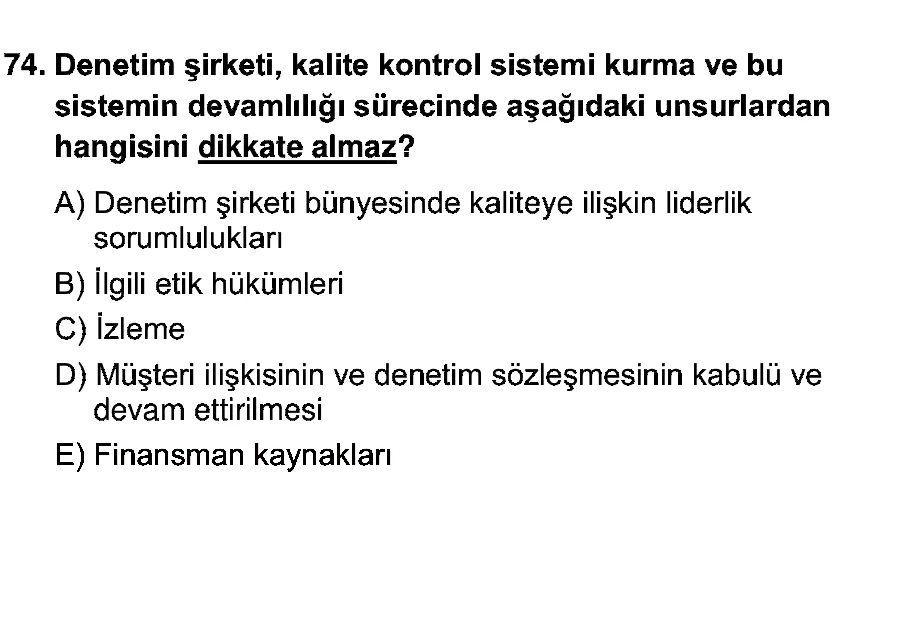 74. Denetim şirketi, kalite kontrol sistemi kurma ve bu
sistemin devamlılığı sürecinde aşağıdaki unsurlardan
hangisini dikkate almaz?
A) Denetim şirketi bünyesinde kaliteye ilişkin liderlik
sorumlulukları
B) İlgili etik hükümleri
C) İzleme
D) Müşteri ilişkisinin ve denetim sözleşmesinin kabulü ve
devam ettirilmesi
E) Finansman kaynakları